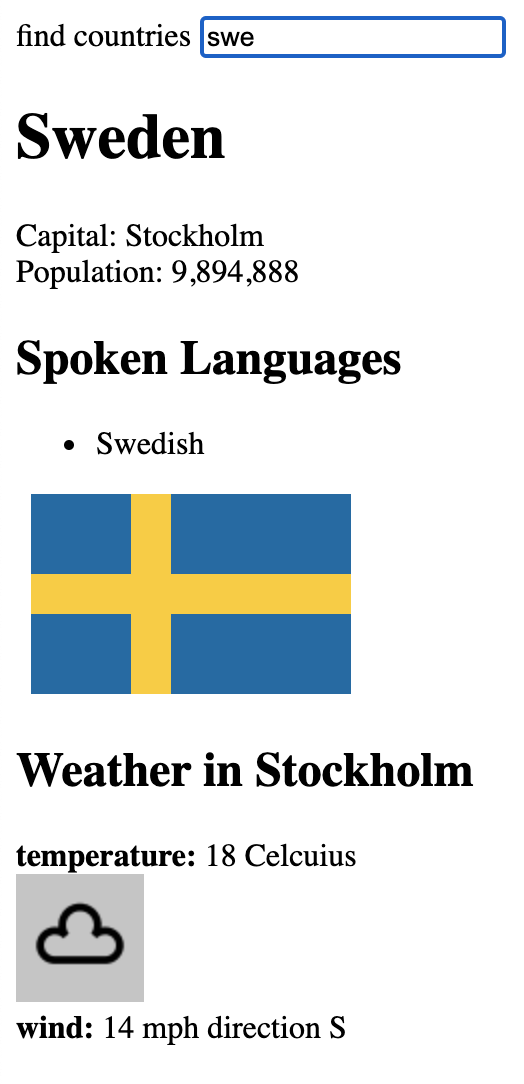 find countries swe
Sweden
Capital: Stockholm
Population: 9,894,888
Spoken Languages
• Swedish
Weather in Stockholm
temperature: 18 Celcuius
wind: 14 mph direction S